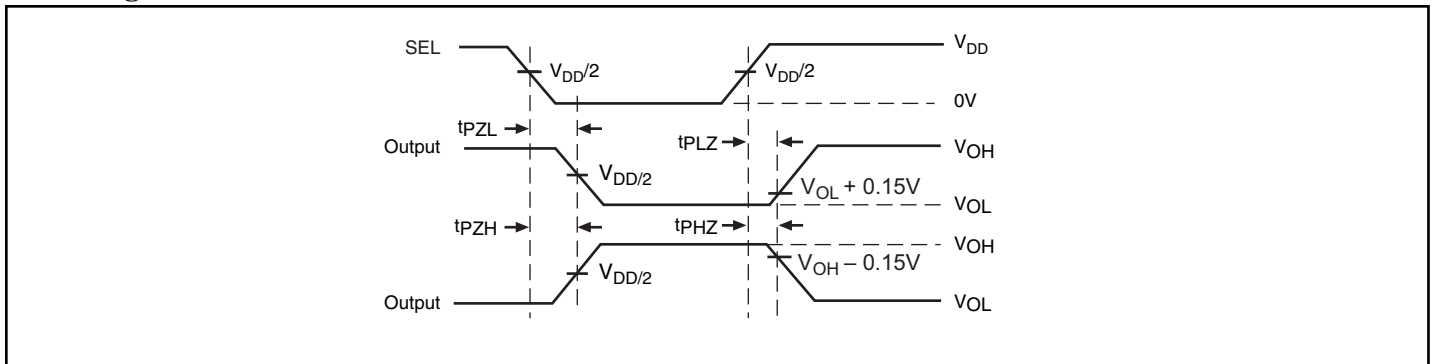 SEL
V_DD/2
V_DD/2
V_DD
0V
tPZL
tPLZ
Output
V_DD/2
V_OH
V_OL + 0.15V
V_OL
tPZH
tPHZ
V_OH
V_DD/2
V_OH – 0.15V
Output
V_OL